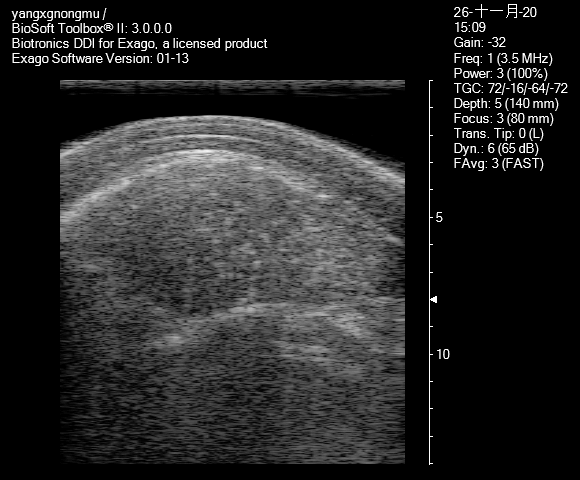 yangxgnongmu /
BioSoft Toolbox® II: 3.0.0.0
Biotronics DDI for Exago, a licensed product
Exago Software Version: 01-13
26-十一月-20
15:09
Gain: -32
Freq: 1 (3.5 MHz)
Power: 3 (100%)
TGC: 72/-16/-64/-72
Depth: 5 (140 mm)
Focus: 3 (80 mm)
Trans. Tip: 0 (L)
Dyn.: 6 (65 dB)
FAvg: 3 (FAST)
5
10